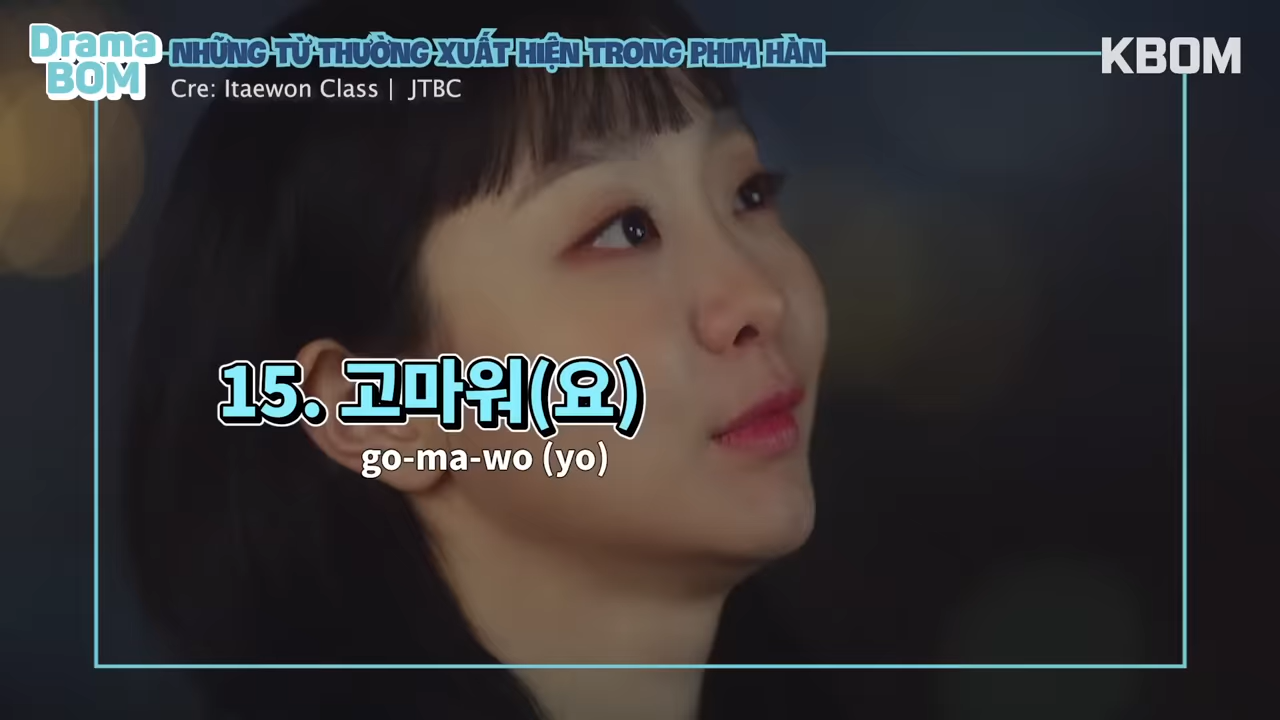 Drama
BOM
NHỮNG TỪ THƯỜNG XUẤT HIỆN TRONG PHIM HÀN
KBOM
Cre: Itaewon Class | JTBC
15. 고마워(요)
go-ma-wo (yo)